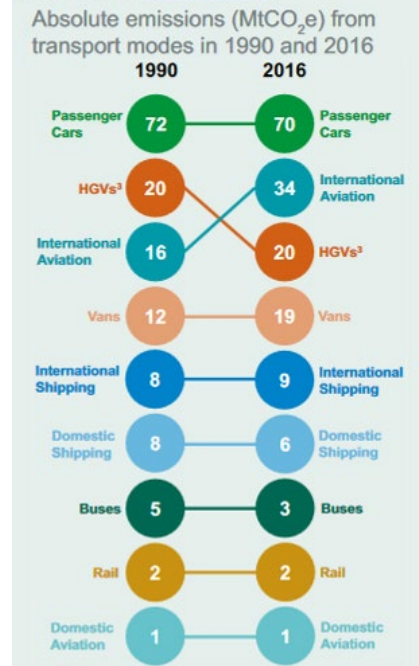 Absolute emissions (MtCO₂e) from
transport modes in 1990 and 2016
1990 2016
Passenger
Cars
72 70
Passenger
Cars
HGVs³
20 34
International
Aviation
International
Aviation
16 20
HGVs³
Vans 12 19 Vans
International
Shipping
8 9
International
Shipping
Domestic
Shipping
8 6
Domestic
Shipping
Buses 5 3 Buses
Rail 2 2 Rail
Domestic
Aviation
1 1
Domestic
Aviation